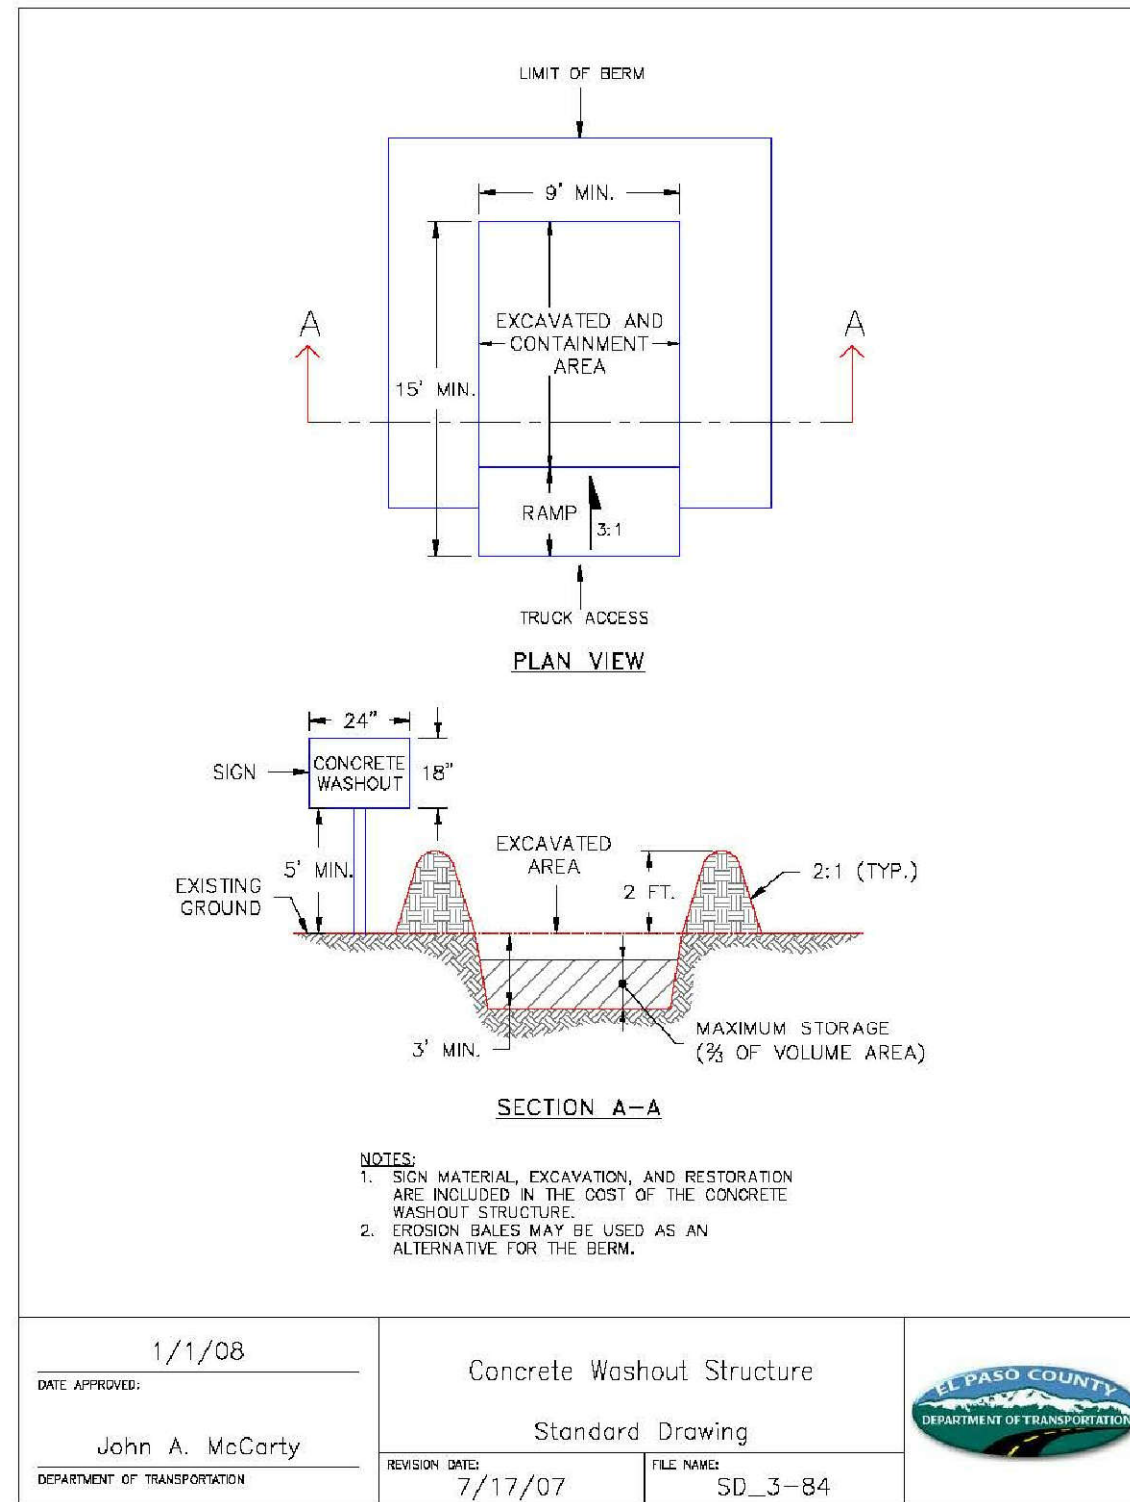 LIMIT OF BERM
9' MIN.
A
A
EXCAVATED AND
CONTAINMENT
AREA
15' MIN.
RAMP
3:1
TRUCK ACCESS
PLAN VIEW
24"
SIGN
CONCRETE
WASHOUT
18"
5' MIN.
EXCAVATED
AREA
2 FT.
2:1 (TYP.)
EXISTING
GROUND
3' MIN.
MAXIMUM STORAGE
(⅔ OF VOLUME AREA)
SECTION A-A
NOTES:
1. SIGN MATERIAL, EXCAVATION, AND RESTORATION
ARE INCLUDED IN THE COST OF THE CONCRETE
WASHOUT STRUCTURE.
2. EROSION BALES MAY BE USED AS AN
ALTERNATIVE FOR THE BERM.
1/1/08
DATE APPROVED:
John A. McCarty
DEPARTMENT OF TRANSPORTATION
Concrete Washout Structure
Standard Drawing
REVISION DATE:
7/17/07
FILE NAME:
SD_3-84
EL PASO COUNTY
DEPARTMENT OF TRANSPORTATION